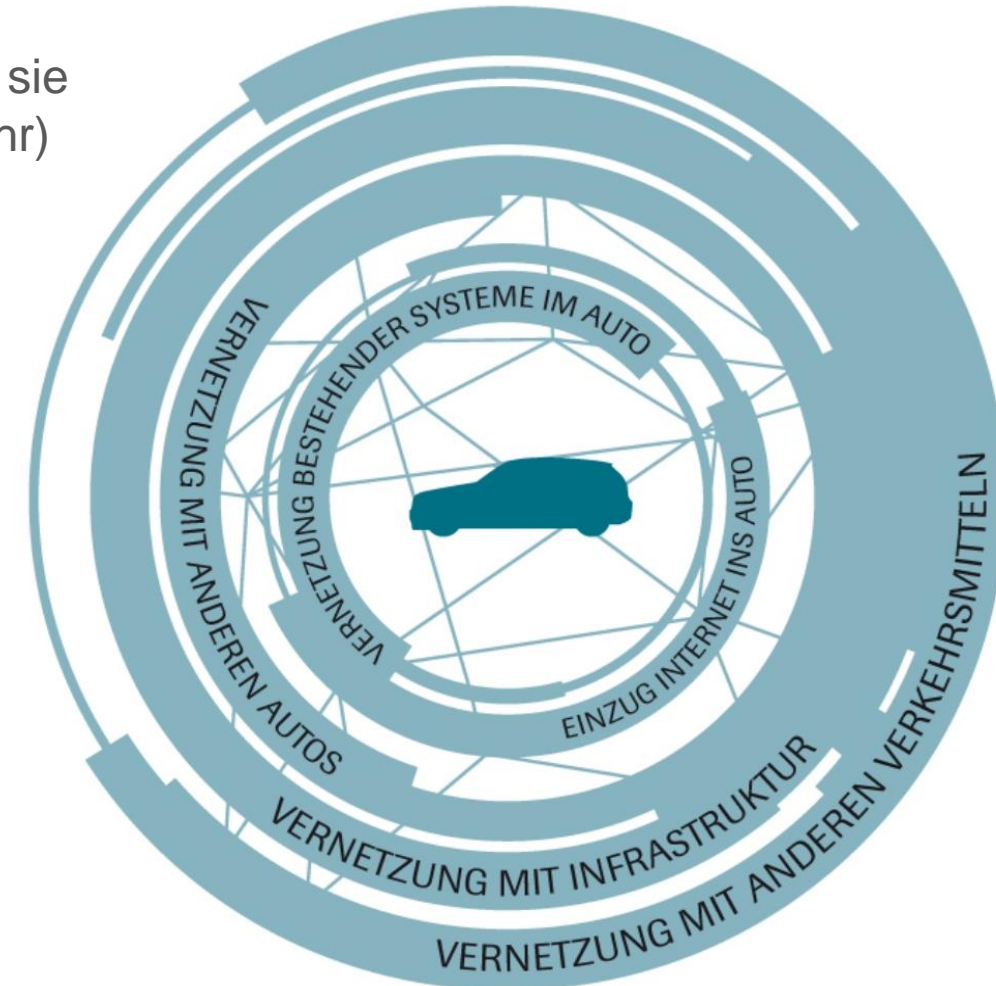 sie
hr)
VERNETZUNG BESTEHENDER SYSTEME IM AUTO
EINZUG INTERNET INS AUTO
VERNETZUNG MIT ANDEREN AUTOS
VERNETZUNG MIT INFRASTRUKTUR
VERNETZUNG MIT ANDEREN VERKEHRSMITTELN